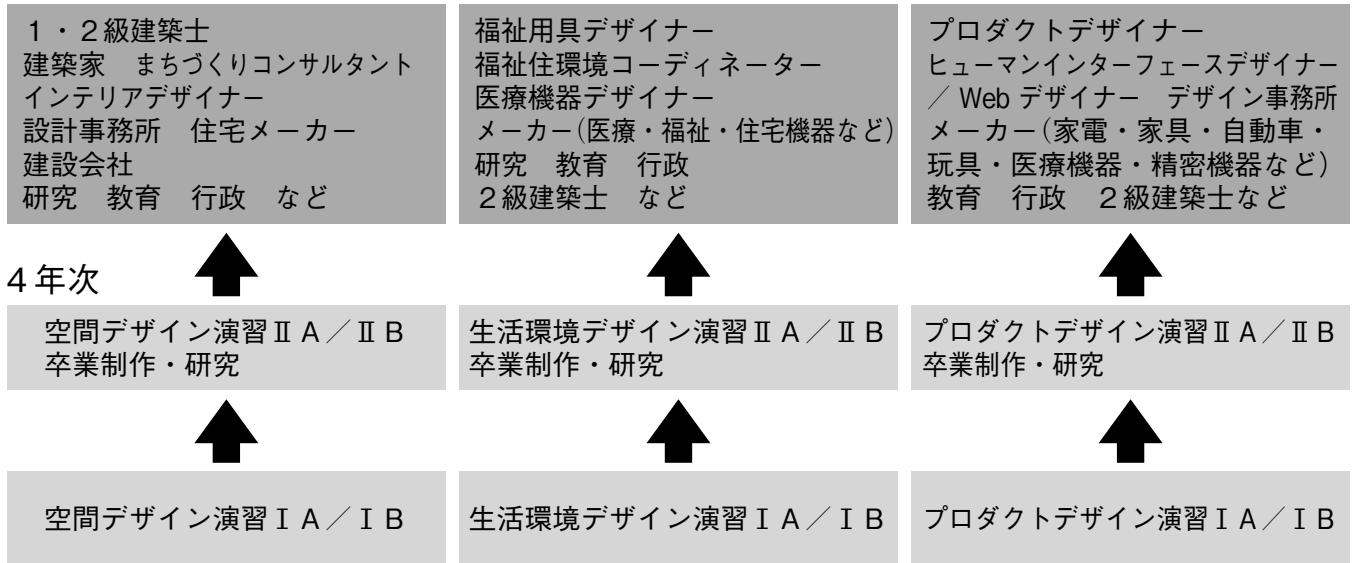 １・２級建築士
建築家　まちづくりコンサルタント
インテリアデザイナー
設計事務所　住宅メーカー
建設会社
研究　教育　行政　など
福祉用具デザイナー
福祉住環境コーディネーター
医療機器デザイナー
メーカー（医療・福祉・住宅機器など）
研究　教育　行政
２級建築士　など
プロダクトデザイナー
ヒューマンインターフェースデザイナー
／ Web デザイナー　デザイン事務所
メーカー（家電・家具・自動車・
玩具・医療機器・精密機器など）
教育　行政　２級建築士など
４年次
空間デザイン演習ⅡＡ／ⅡＢ
卒業制作・研究
生活環境デザイン演習ⅡＡ／ⅡＢ
卒業制作・研究
プロダクトデザイン演習ⅡＡ／ⅡＢ
卒業制作・研究
空間デザイン演習ⅠＡ／ⅠＢ
生活環境デザイン演習ⅠＡ／ⅠＢ
プロダクトデザイン演習ⅠＡ／ⅠＢ